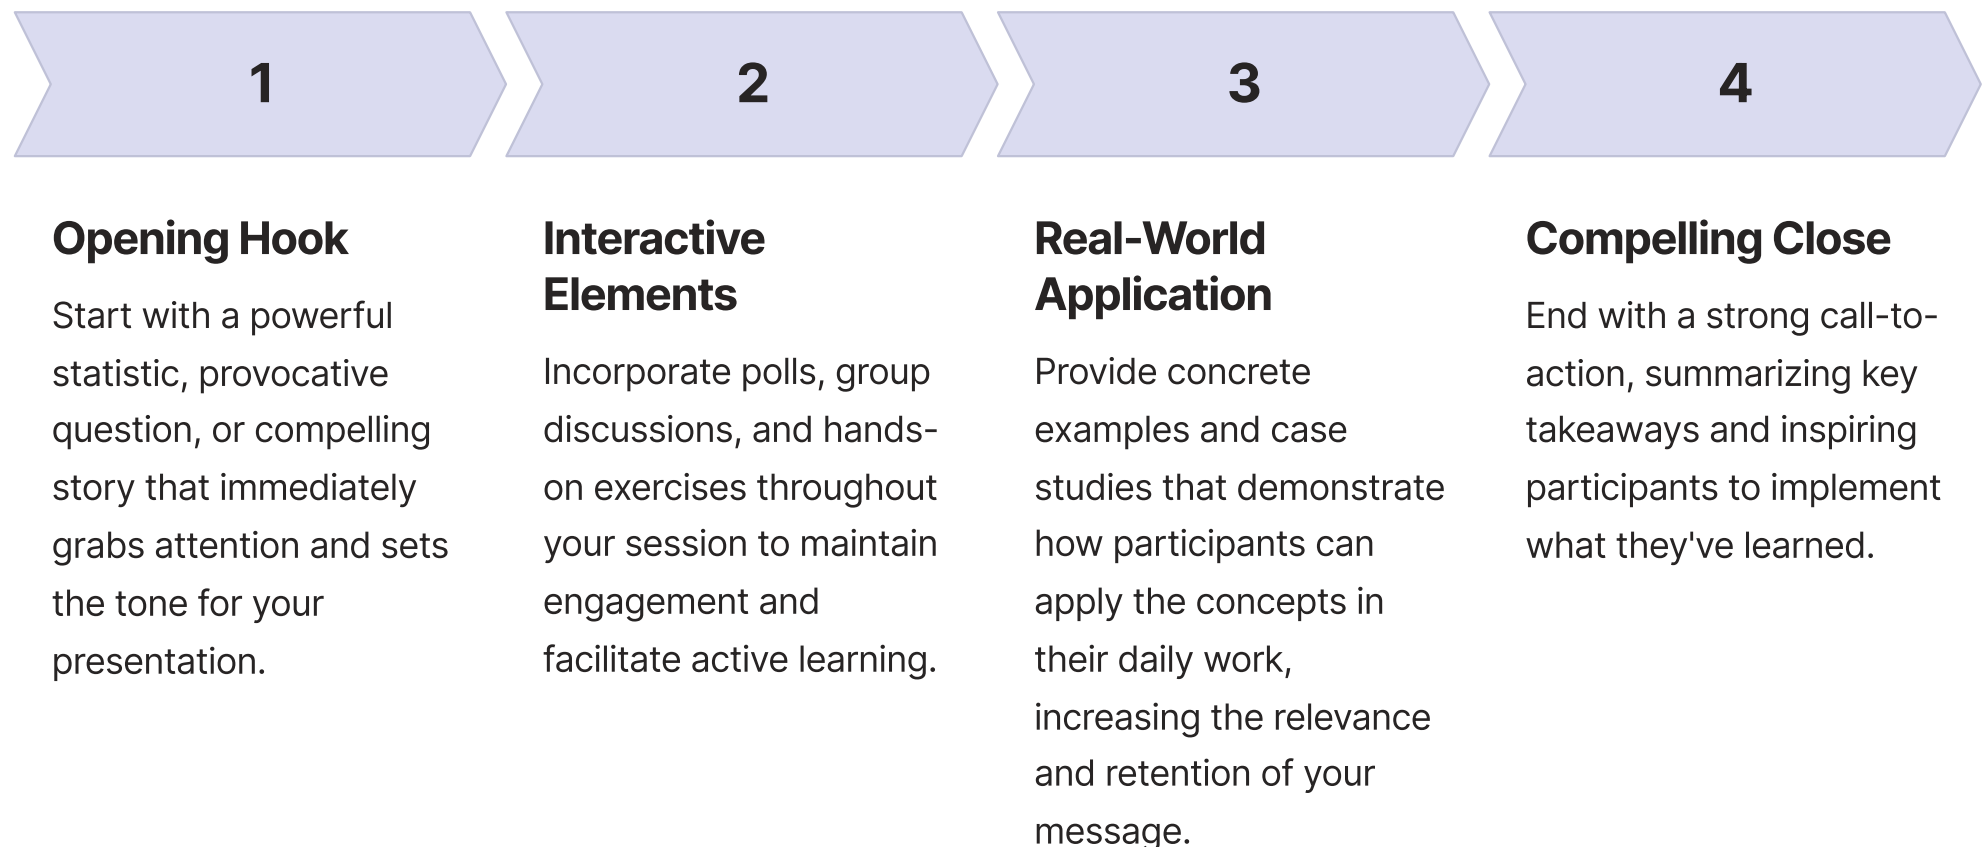 1
2
3
4
Opening Hook
Start with a powerful
statistic, provocative
question, or compelling
story that immediately
grabs attention and sets
the tone for your
presentation.
Interactive
Elements
Incorporate polls, group
discussions, and hands-
on exercises throughout
your session to maintain
engagement and
facilitate active learning.
Real-World
Application
Provide concrete
examples and case
studies that demonstrate
how participants can
apply the concepts in
their daily work,
increasing the relevance
and retention of your
message.
Compelling Close
End with a strong call-to-
action, summarizing key
takeaways and inspiring
participants to implement
what they've learned.